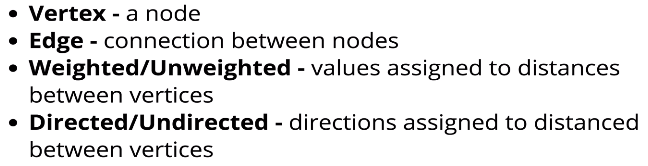 • Vertex - a node
• Edge - connection between nodes
• Weighted/Unweighted - values assigned to distances
between vertices
• Directed/Undirected - directions assigned to distanced
between vertices